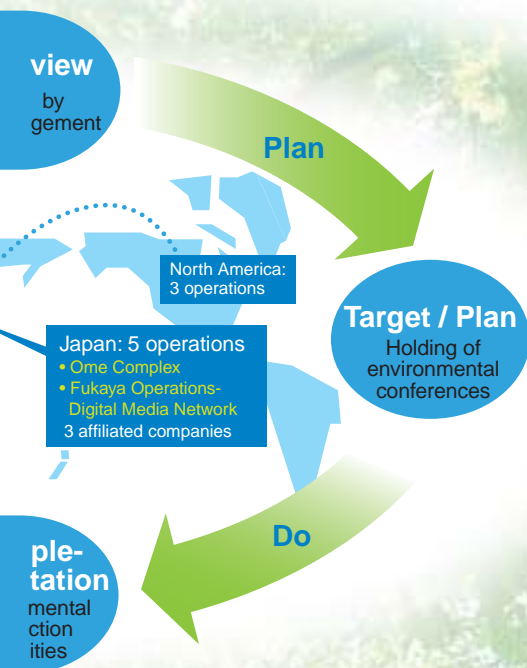 view
by
gement
Plan
North America:
3 operations
Target / Plan
Holding of
environmental
conferences
Japan: 5 operations
• Ome Complex
• Fukaya Operations-
Digital Media Network
3 affiliated companies
Do
ple-
tation
mental
ction
ities